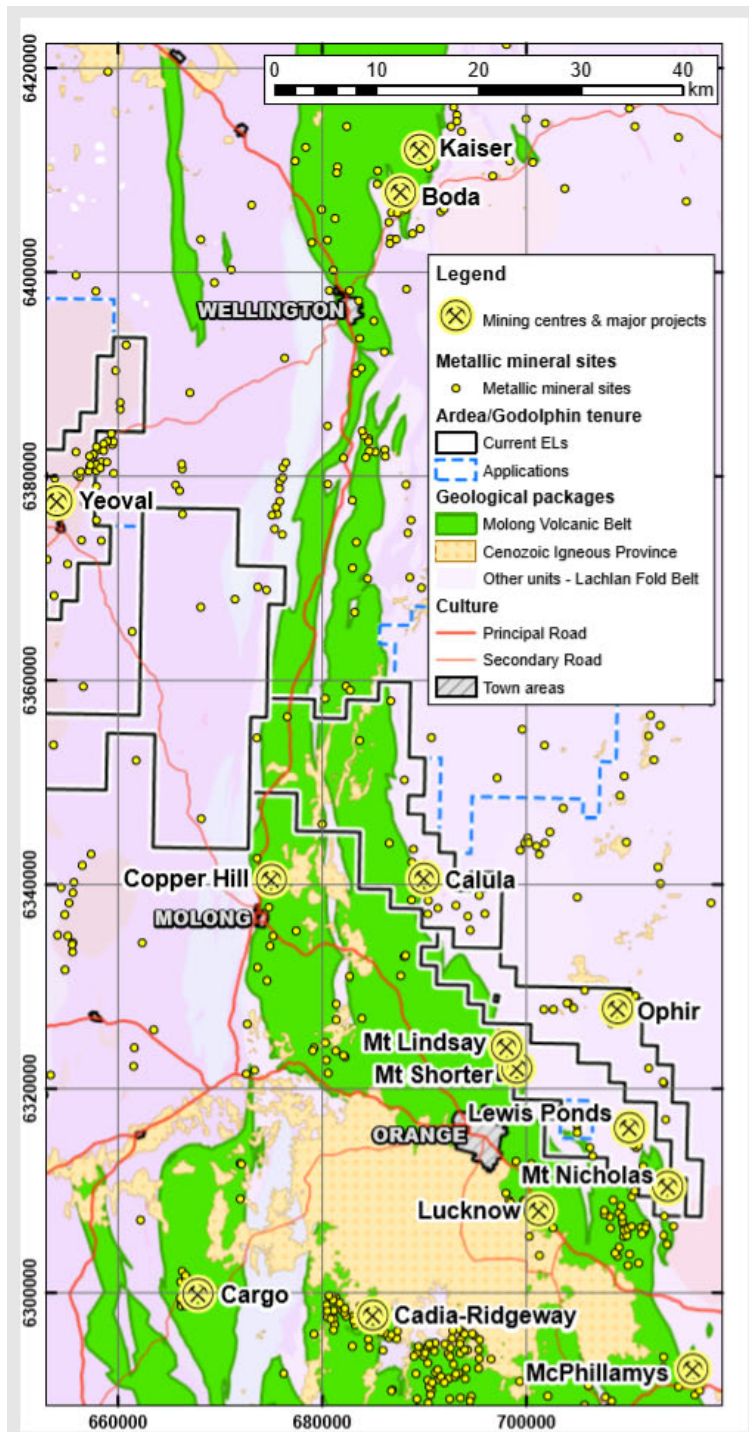 6420000
0 10 20 40
km
Kaiser
Boda
6400000
Legend
WELLINGTON
Mining centres & major projects
Metallic mineral sites
Metallic mineral sites
Ardea/Godolphin tenure
Current ELs
6380000
Applications
Yeoval
Geological packages
Molong Volcanic Belt
Cenozoic Igneous Province
Other units - Lachlan Fold Belt
Culture
Principal Road
Secondary Road
6360000
Town areas
Copper Hill
Calula
6340000
MOLONG
Ophir
Mt Lindsay
Mt Shorter
6320000
Lewis Ponds
ORANGE
Mt Nicholas
Lucknow
6300000
Cargo
Cadia-Ridgeway
McPhillamys
660000 680000 700000